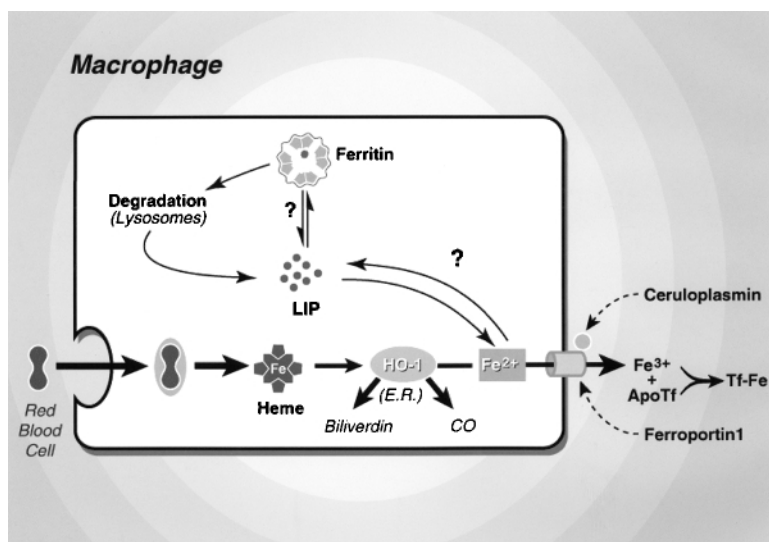 Macrophage
Ferritin
Degradation
(Lysosomes)
?
?
LIP
Ceruloplasmin
Fe
HO-1
Fe2+
Fe3+
+
ApoTf
Tf-Fe
Heme
(E.R.)
Biliverdin
CO
Ferroportin1
Red
Blood
Cell